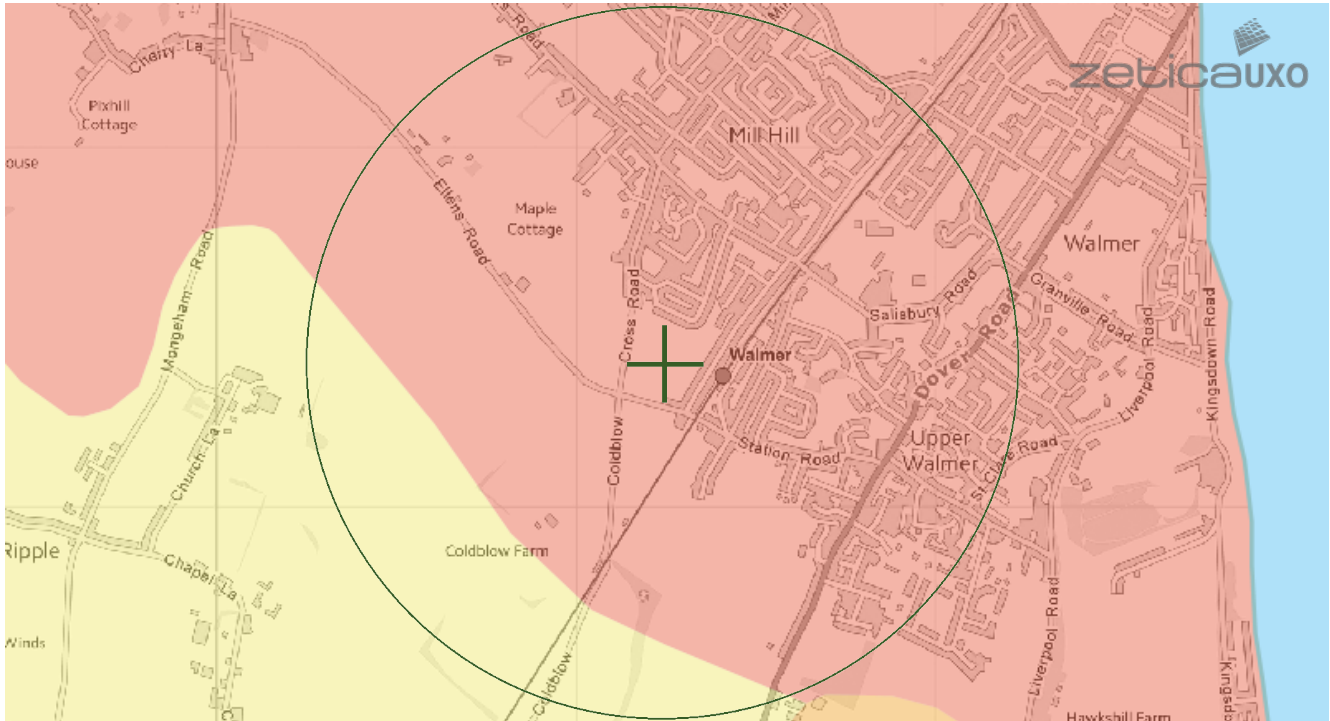 zeticauxo
Cherry La
Pixhill
Cottage
ouse
Road
Mill Hill
Ellens Road
Maple
Cottage
Walmer
Mongeham Road
Cross Road
Salisbury Road
Granville Road
Dover Road
Liverpool Road
Kingsdown Road
Walmer
Church La
Coldblow
Station Road
Upper
Walmer
St Clare Road
Ripple
Chapel La
Coldblow Farm
Winds
Coldblow
Liverpool Road
Kingsd
Hawkshill Farm